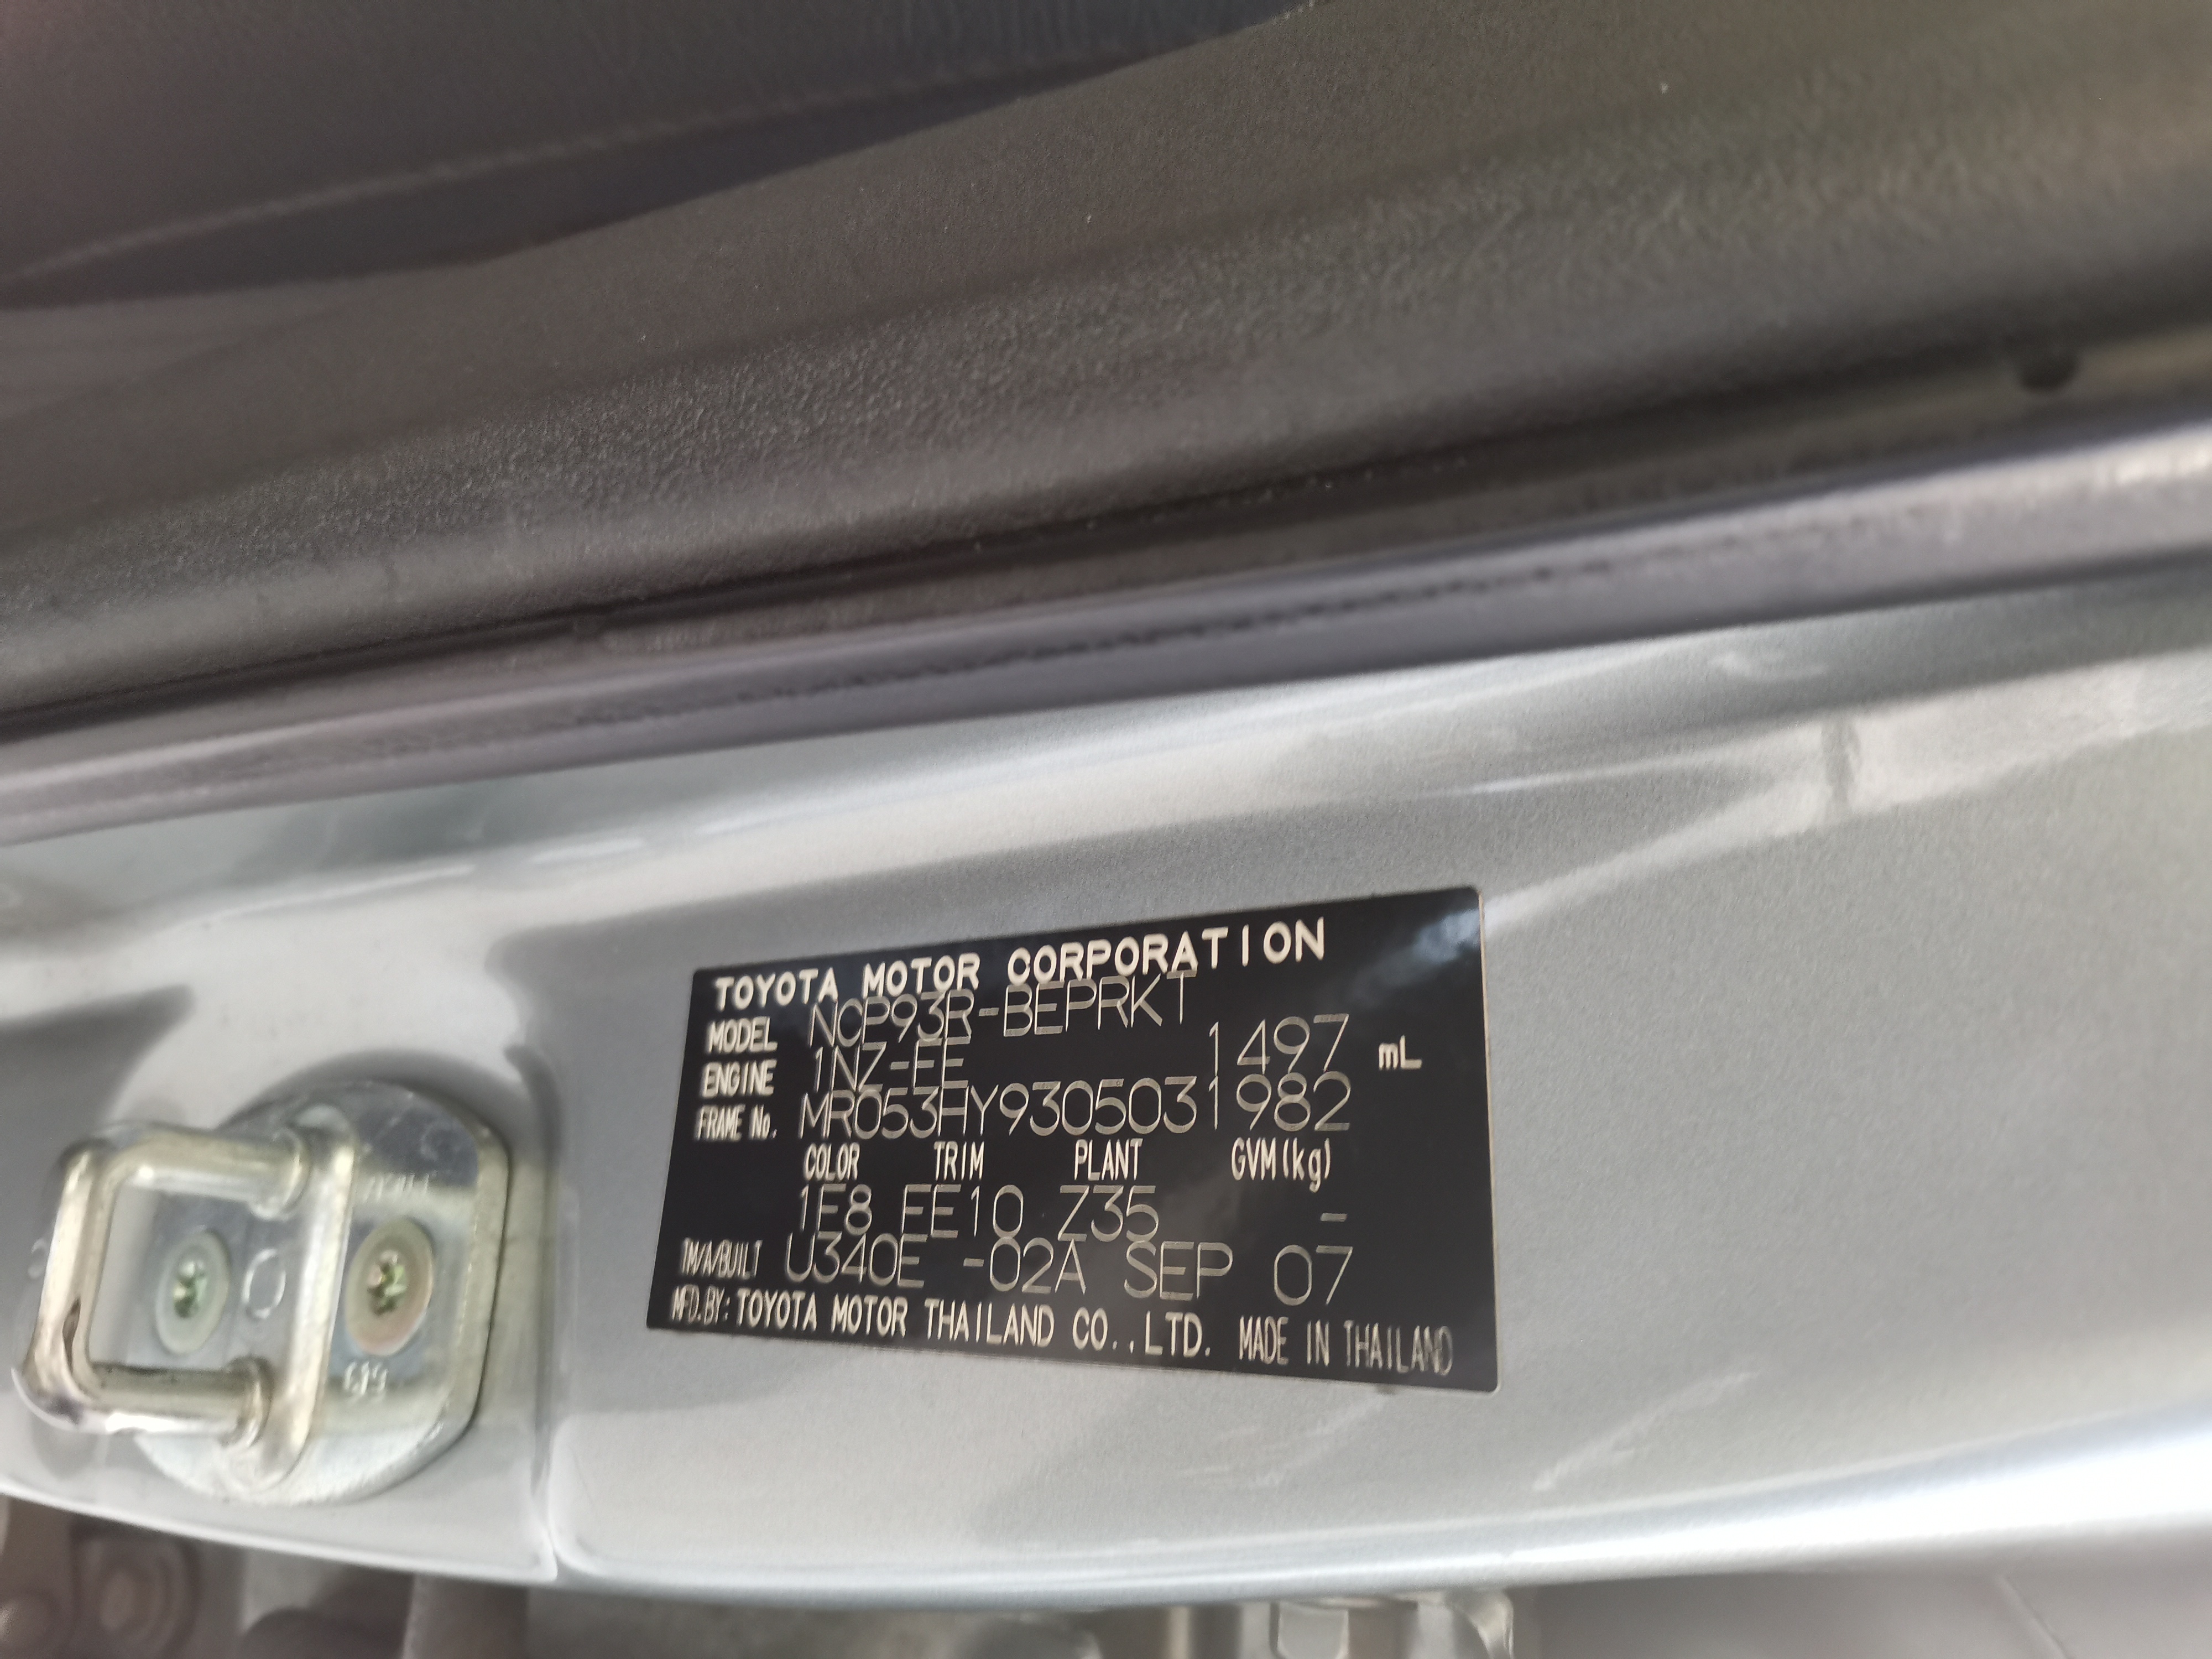 TOYOTA MOTOR CORPORATION
MODEL NCP93R-BEPRKT
ENGINE 1NZ-FE 1497 mL
FRAME No. MR053HY9305031982
COLOR TRIM PLANT GVM(kg)
1F8 FE10 Z35 -
TM/A/BUILT U340E -02A SEP 07
MFD.BY:TOYOTA MOTOR THAILAND CO.,LTD. MADE IN THAILAND